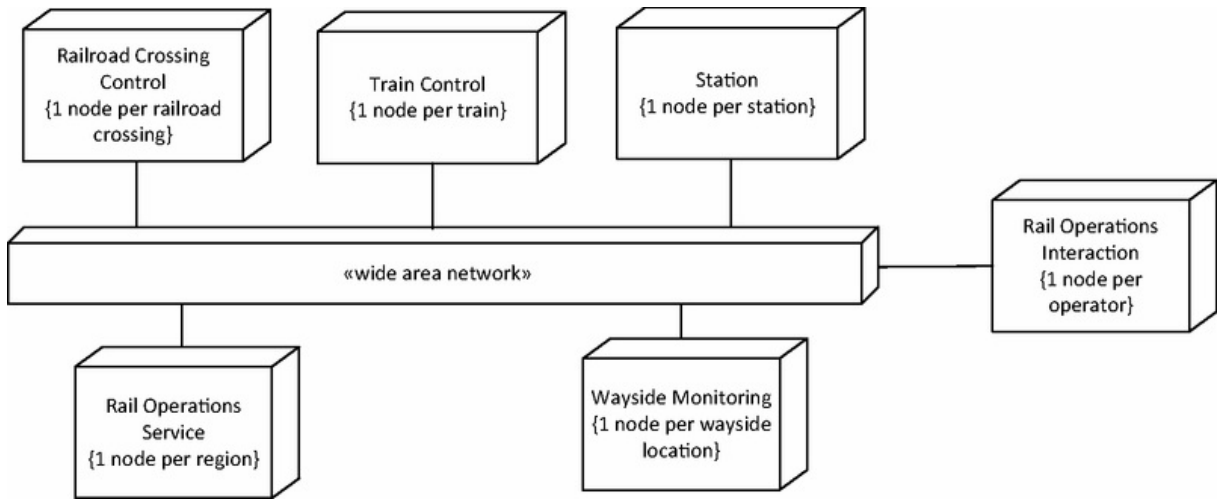 Railroad Crossing
Control
{1 node per railroad
crossing}
Train Control
{1 node per train}
Station
{1 node per station}
«wide area network»
Rail Operations
Interaction
{1 node per
operator}
Rail Operations
Service
{1 node per region}
Wayside Monitoring
{1 node per wayside
location}